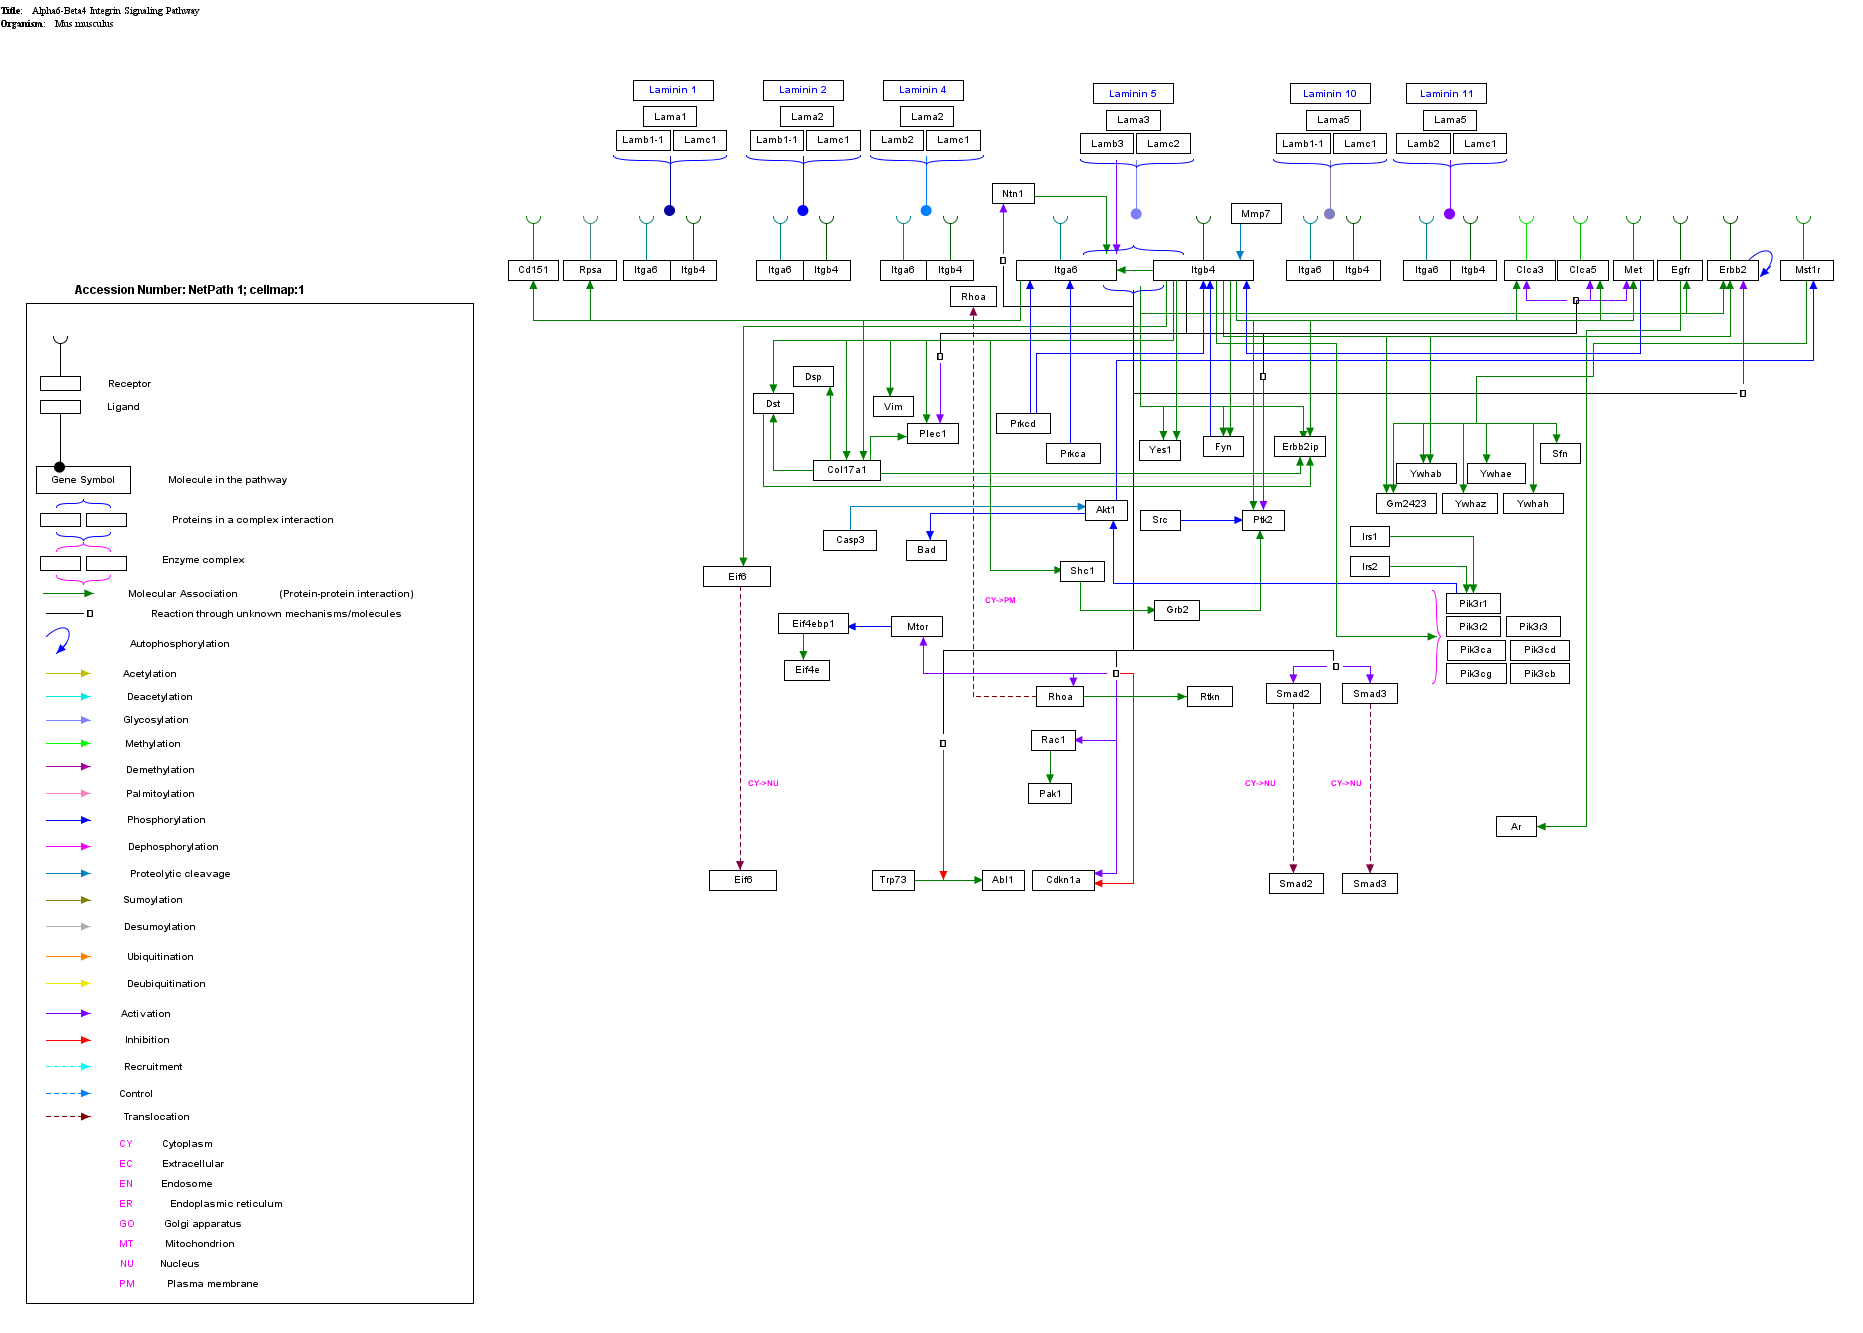 Title: Alpha6-Beta4 Integrin Signaling Pathway
Organism: Mus musculus
Laminin 1
Laminin 2
Laminin 4
Laminin 5
Laminin 10
Laminin 11
Lama1
Lama2
Lama2
Lama3
Lama5
Lama5
Lamb1-1 Lamc1
Lamb1-1 Lamc1
Lamb2 Lamc1
Lamb3 Lamc2
Lamb1-1 Lamc1
Lamb2 Lamc1
Ntn1
Mmp7
Cd151
Rpsa
Itga6 Itgb4
Itga6 Itgb4
Itga6 Itgb4
Itga6
Itgb4
Itga6 Itgb4
Itga6 Itgb4
Clca3
Clca5
Met
Egfr
Erbb2
Mst1r
Rhoa
Dsp
Dst
Vim
Plec1
Col17a1
Prkcd
Prkca
Yes1
Fyn
Erbb2ip
Sfn
Ywhab
Ywhae
Gm2423
Ywhaz
Ywhah
Akt1
Src
Ptk2
Casp3
Bad
Irs1
Irs2
Eif6
Shc1
Grb2
CY->PM
Pik3r1
Pik3r2
Pik3r3
Pik3ca
Pik3cd
Pik3cg
Pik3cb
Eif4ebp1
Mtor
Eif4e
Rhoa
Rtkn
Smad2
Smad3
Rac1
Pak1
CY->NU
CY->NU
CY->NU
Ar
Eif6
Trp73
Abl1
Cdkn1a
Smad2
Smad3
Accession Number: NetPath 1; cellmap:1
Receptor
Ligand
Gene Symbol
Molecule in the pathway
Proteins in a complex interaction
Enzyme complex
Molecular Association (Protein-protein interaction)
Reaction through unknown mechanisms/molecules
Autophosphorylation
Acetylation
Deacetylation
Glycosylation
Methylation
Demethylation
Palmitoylation
Phosphorylation
Dephosphorylation
Proteolytic cleavage
Sumoylation
Desumoylation
Ubiquitination
Deubiquitination
Activation
Inhibition
Recruitment
Control
Translocation
CY Cytoplasm
EC Extracellular
EN Endosome
ER Endoplasmic reticulum
GO Golgi apparatus
MT Mitochondrion
NU Nucleus
PM Plasma membrane